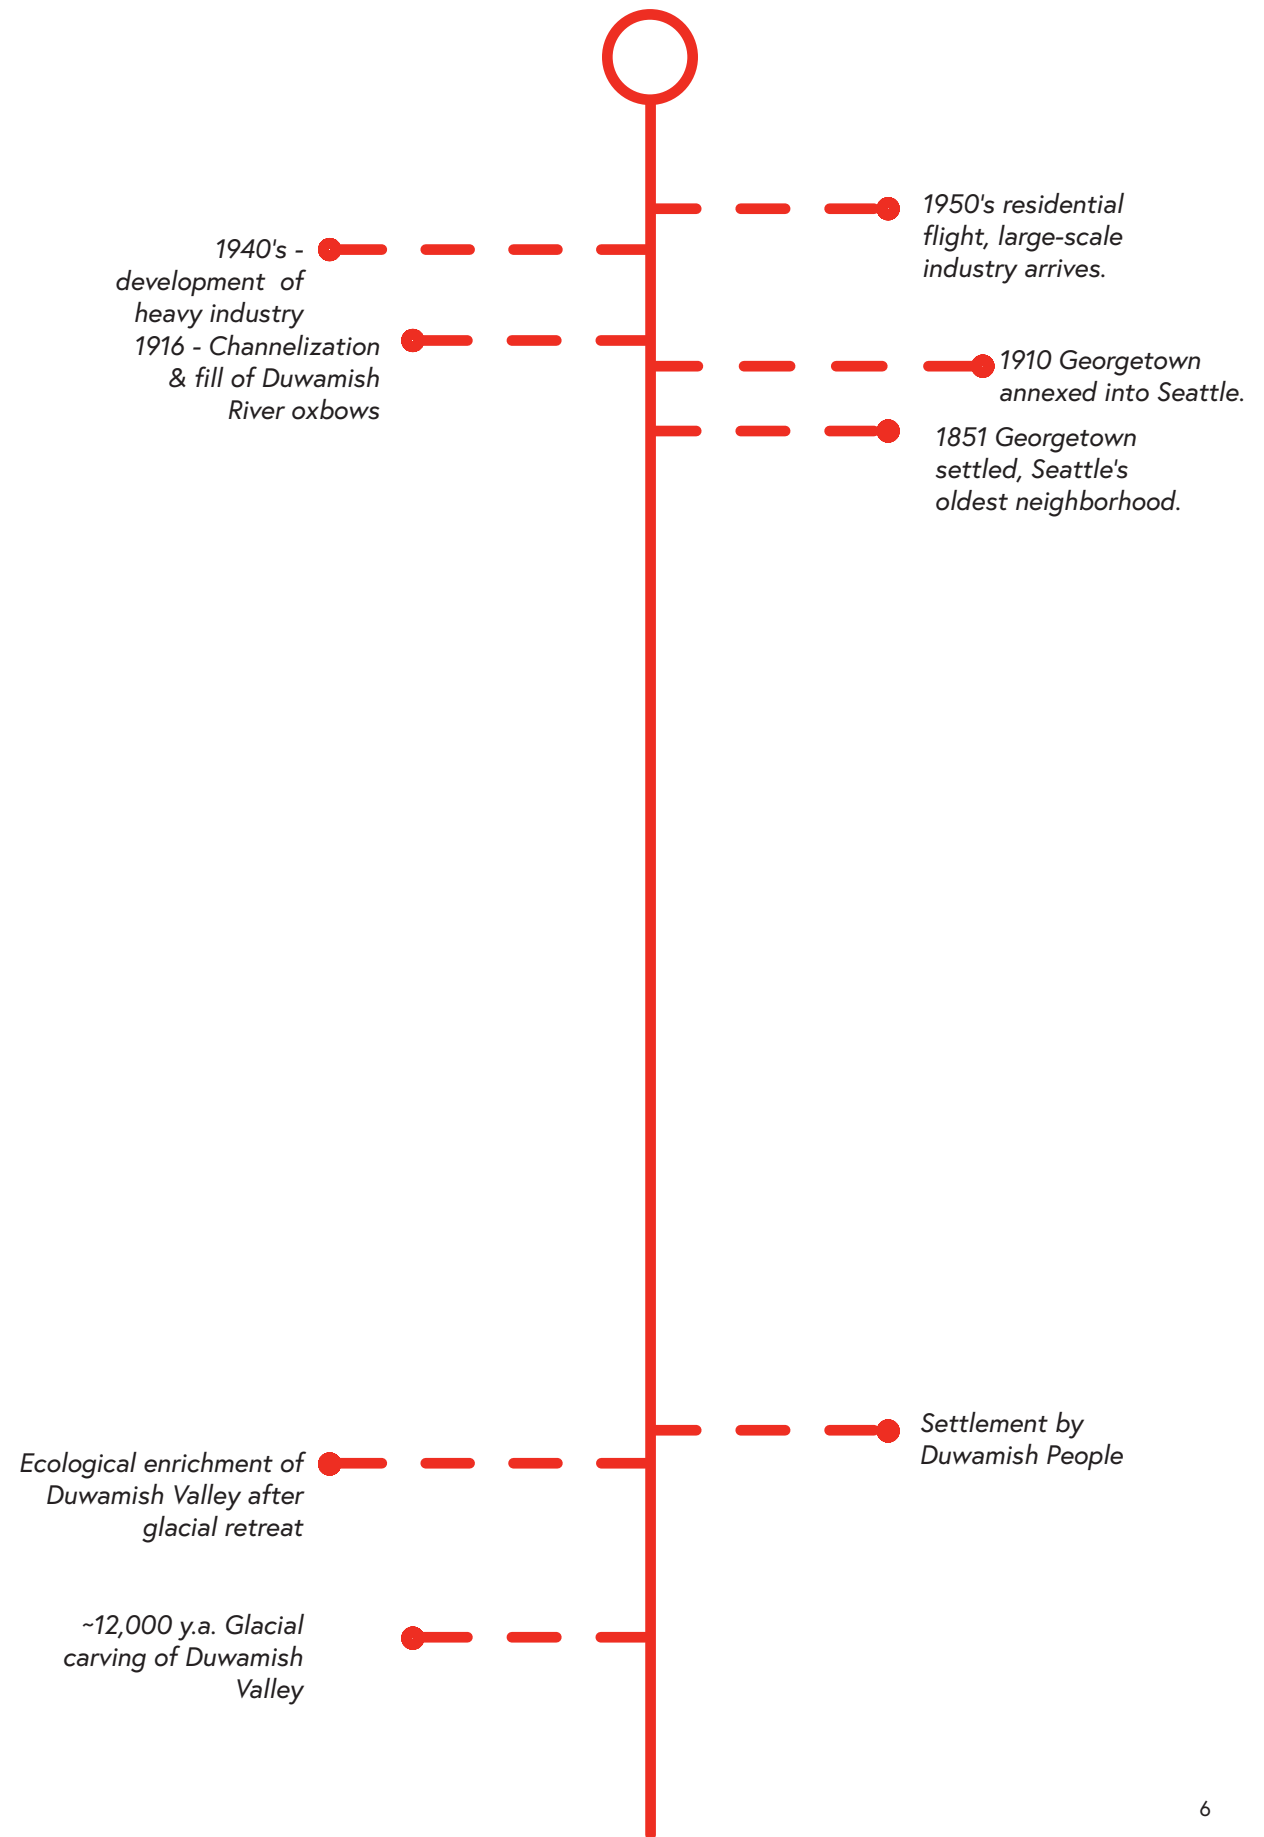 1950's residential
flight, large-scale
industry arrives.
1940's -
development  of
heavy industry
1916 - Channelization
& fill of Duwamish
River oxbows
1910 Georgetown
annexed into Seattle.
1851 Georgetown
settled, Seattle's
oldest neighborhood.
Settlement by
Duwamish People
Ecological enrichment of
Duwamish Valley after
glacial retreat
~12,000 y.a. Glacial
carving of Duwamish
Valley
6